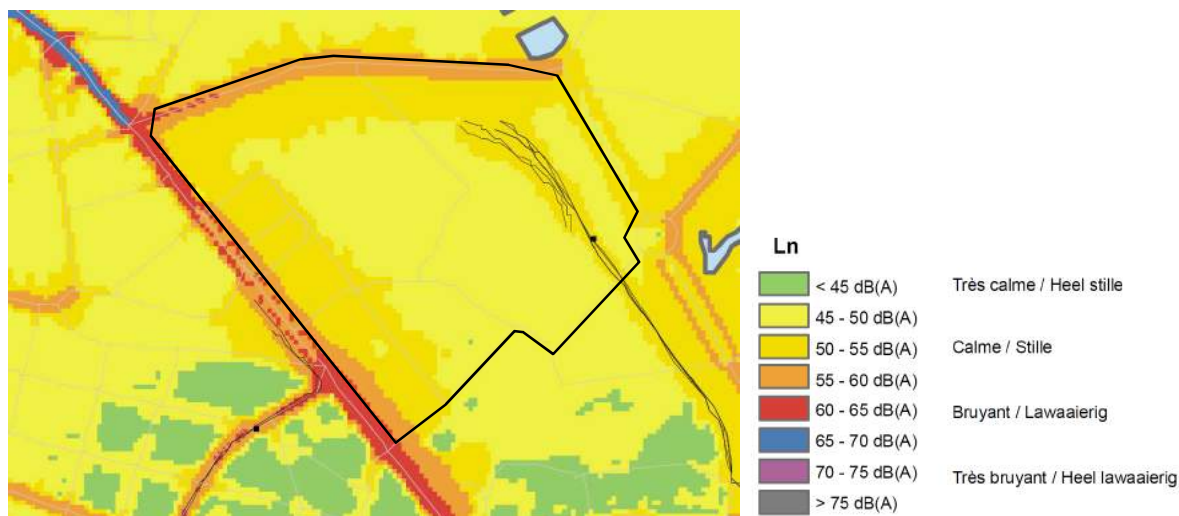 Ln
< 45 dB(A) Très calme / Heel stille
45 - 50 dB(A)
50 - 55 dB(A) Calme / Stille
55 - 60 dB(A)
60 - 65 dB(A) Bruyant / Lawaaierig
65 - 70 dB(A)
70 - 75 dB(A) Très bruyant / Heel lawaaierig
> 75 dB(A)